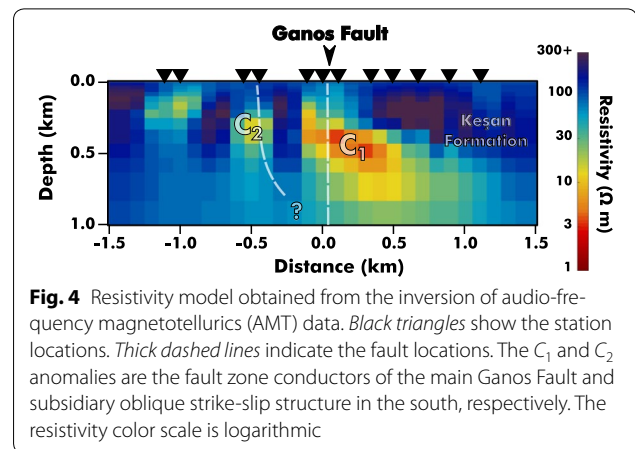 Ganos Fault
0.0
0.5
1.0
Depth (km)
C2
C1
?
Keşan
Formation
-1.5 -1.0 -0.5 0.0 0.5 1.0 1.5
Distance (km)
300+
100
30
10
3
1
Resistivity (Ω m)
Fig. 4 Resistivity model obtained from the inversion of audio-fre-
quency magnetotellurics (AMT) data. Black triangles show the station
locations. Thick dashed lines indicate the fault locations. The C1 and C2
anomalies are the fault zone conductors of the main Ganos Fault and
subsidiary oblique strike-slip structure in the south, respectively. The
resistivity color scale is logarithmic